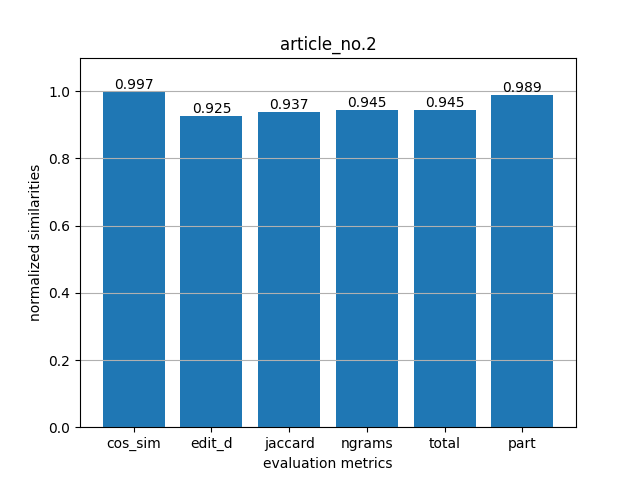 article_no.2
0.997
0.925
0.937
0.945
0.945
0.989
1.0
0.8
0.6
0.4
0.2
0.0
normalized similarities
cos_sim
edit_d
jaccard
ngrams
total
part
evaluation metrics